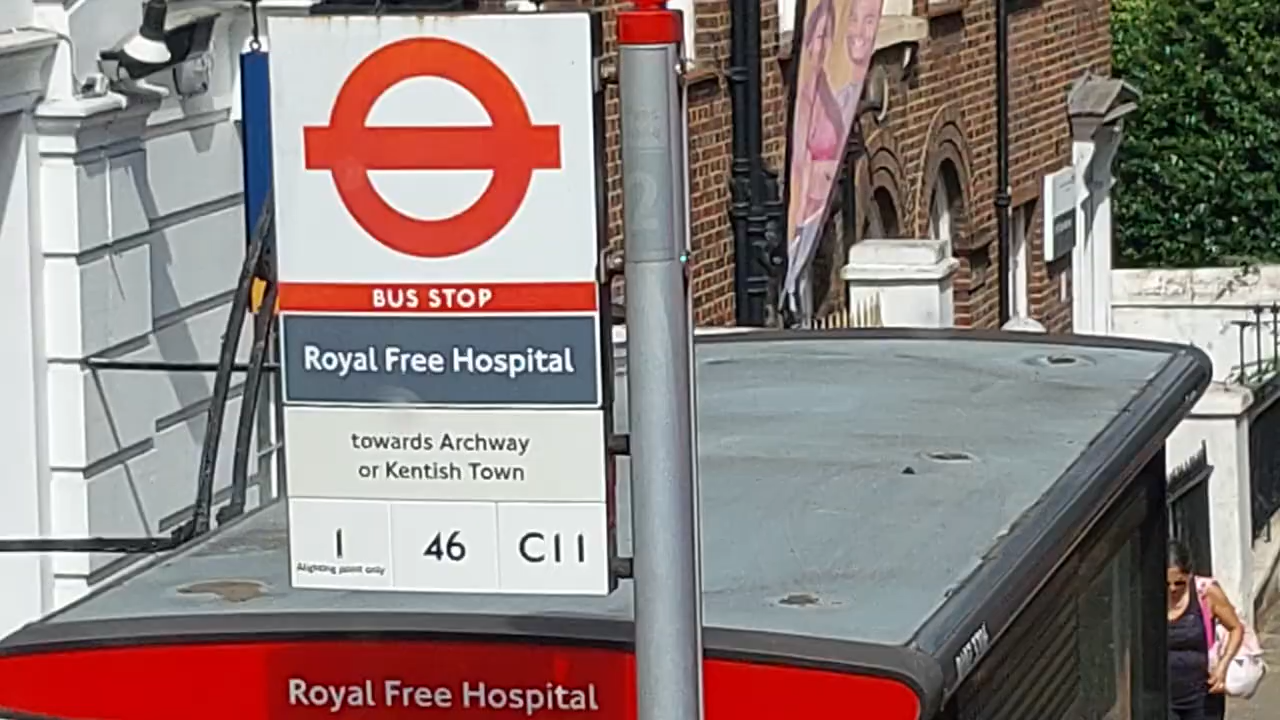 BUS STOP
Royal Free Hospital
towards Archway
or Kentish Town
1 46 C11
Alighting point only
Royal Free Hospital